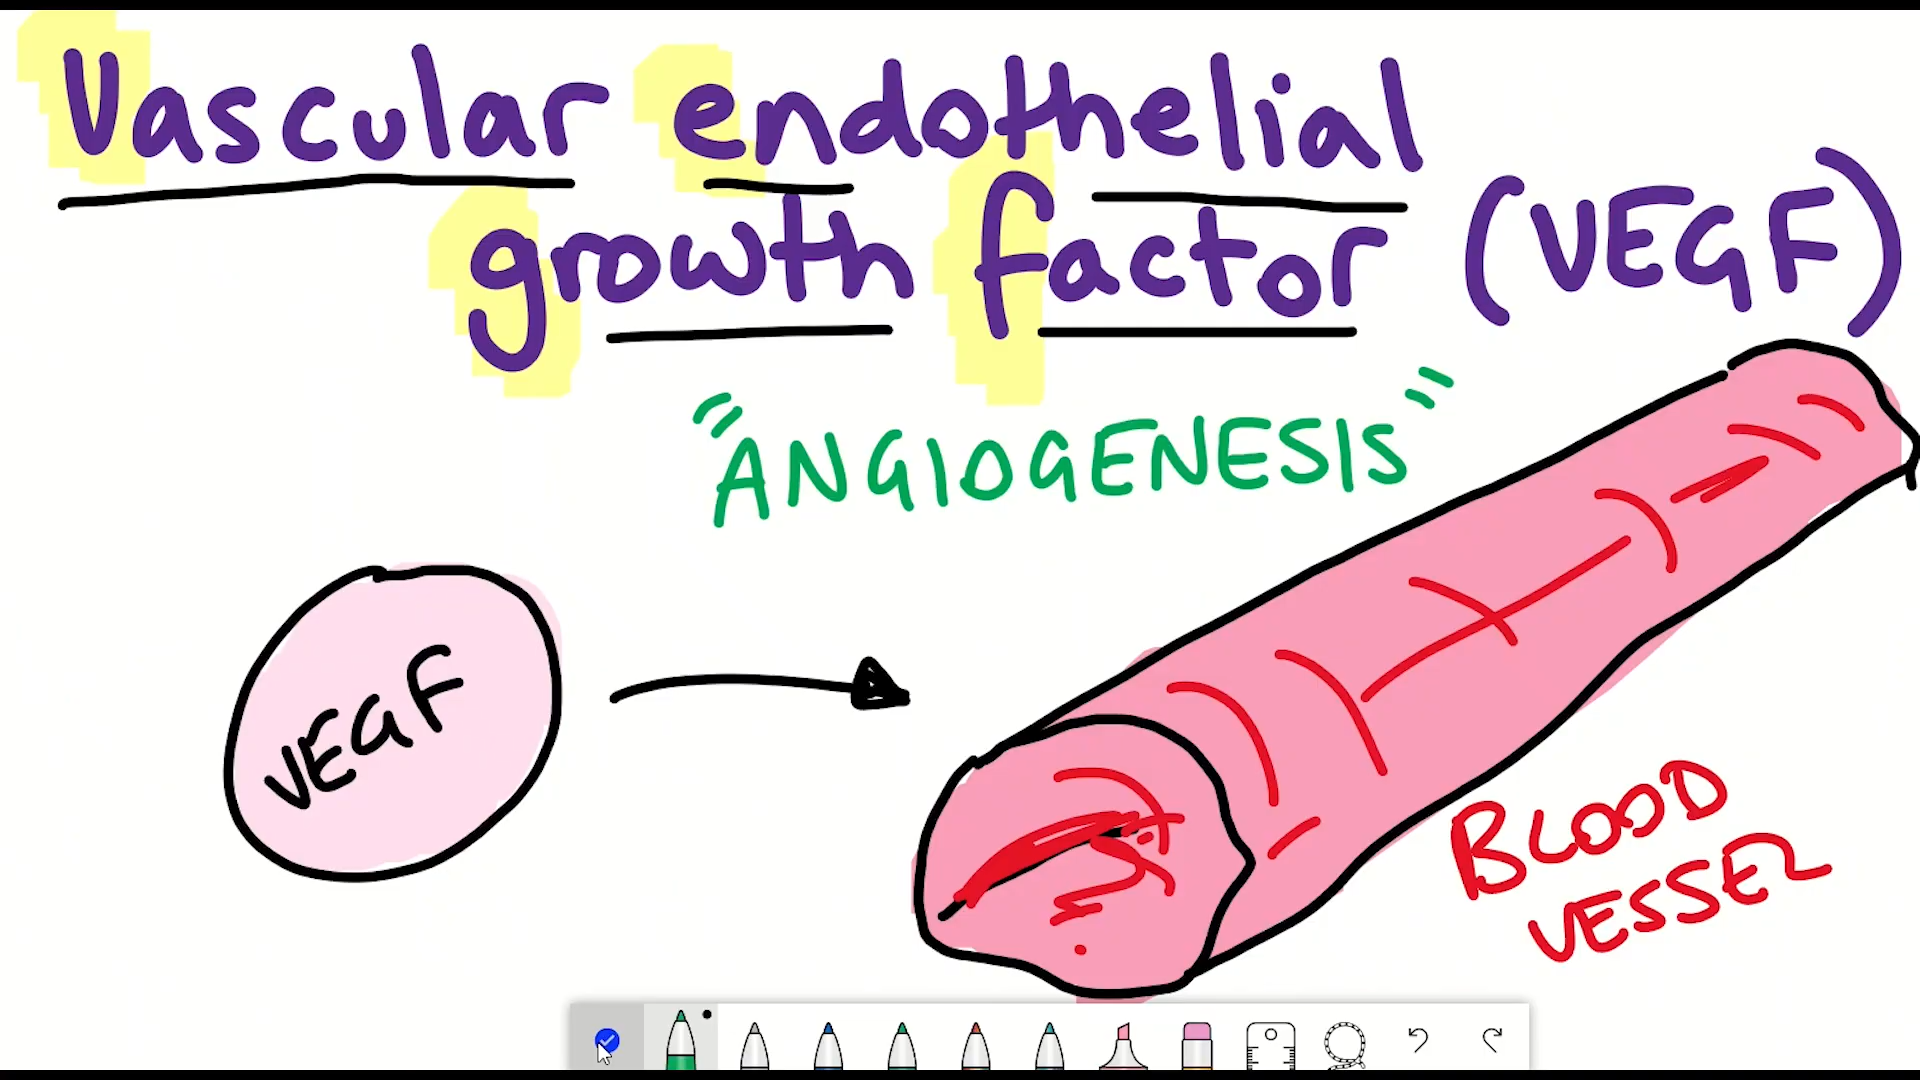 Vascular endothelial
growth factor (VEGF)
"ANGIOGENESIS"
VEGF
BLOOD
VESSEL